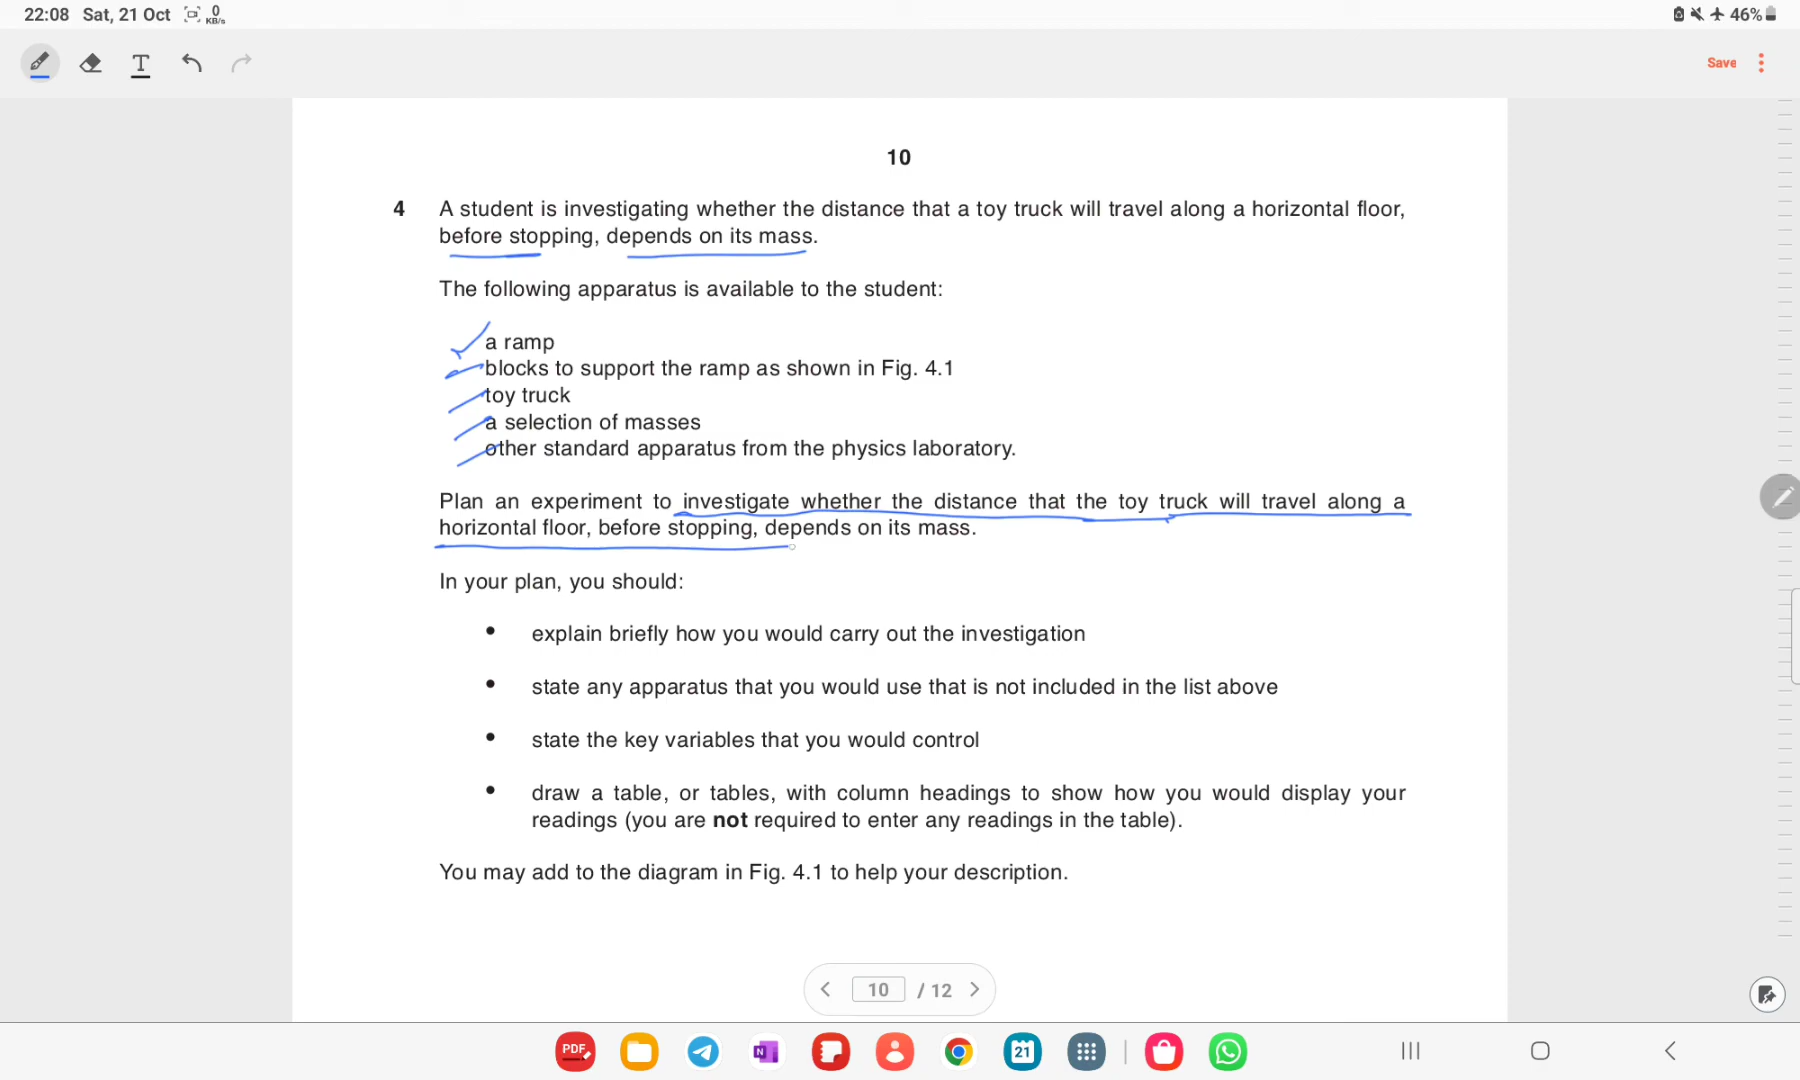 22:08 Sat, 21 Oct 0 KB/s 46%
T Save
10
4 A student is investigating whether the distance that a toy truck will travel along a horizontal floor,
before stopping, depends on its mass.
The following apparatus is available to the student:
a ramp
blocks to support the ramp as shown in Fig. 4.1
toy truck
a selection of masses
other standard apparatus from the physics laboratory.
Plan an experiment to investigate whether the distance that the toy truck will travel along a
horizontal floor, before stopping, depends on its mass.
In your plan, you should:
• explain briefly how you would carry out the investigation
• state any apparatus that you would use that is not included in the list above
• state the key variables that you would control
• draw a table, or tables, with column headings to show how you would display your
readings (you are not required to enter any readings in the table).
You may add to the diagram in Fig. 4.1 to help your description.
10 / 12
PDF N 21